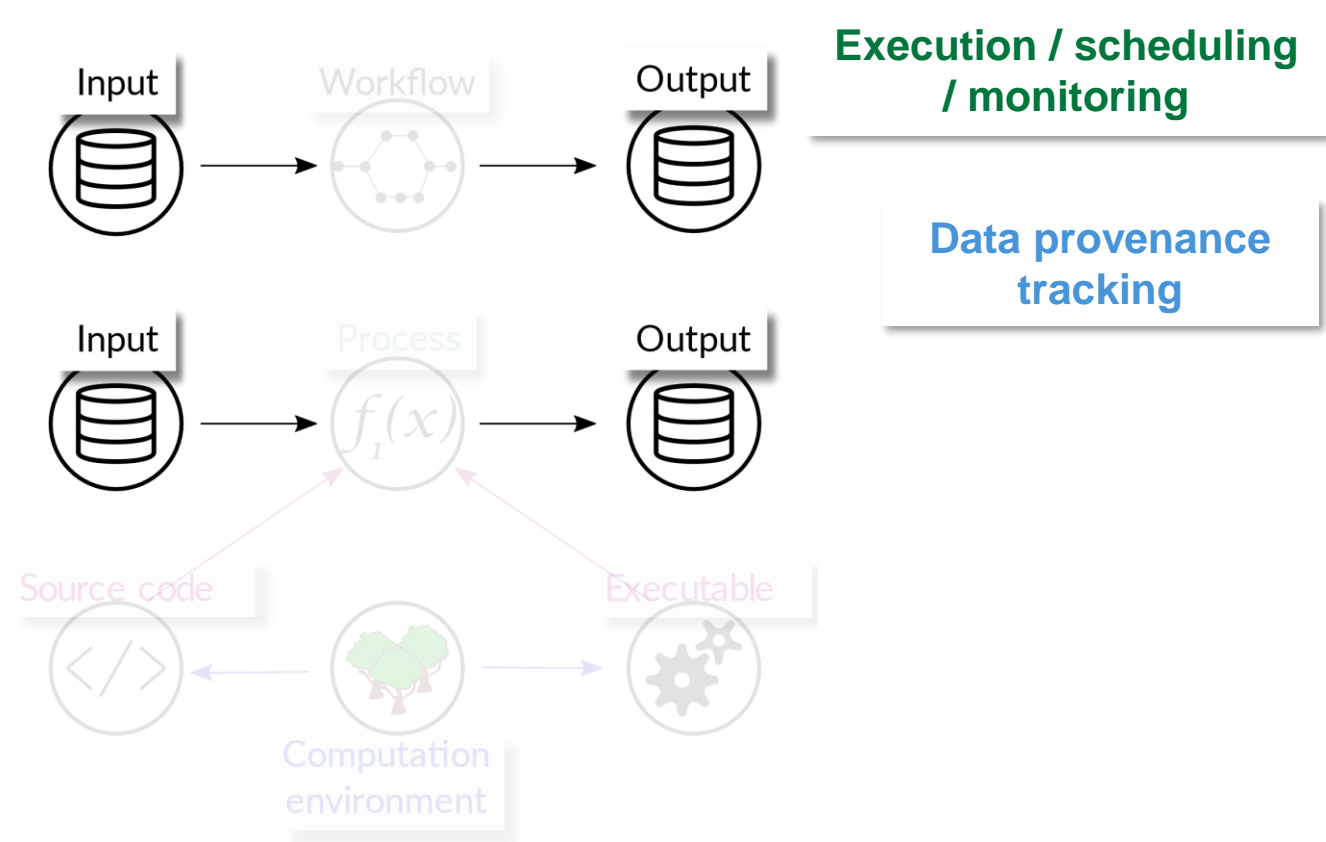 Execution / scheduling
/ monitoring
Input
Workflow
Output
Data provenance
tracking
Input
Process
Output
f₁(x)
Source code
Executable
</>
Computation
environment